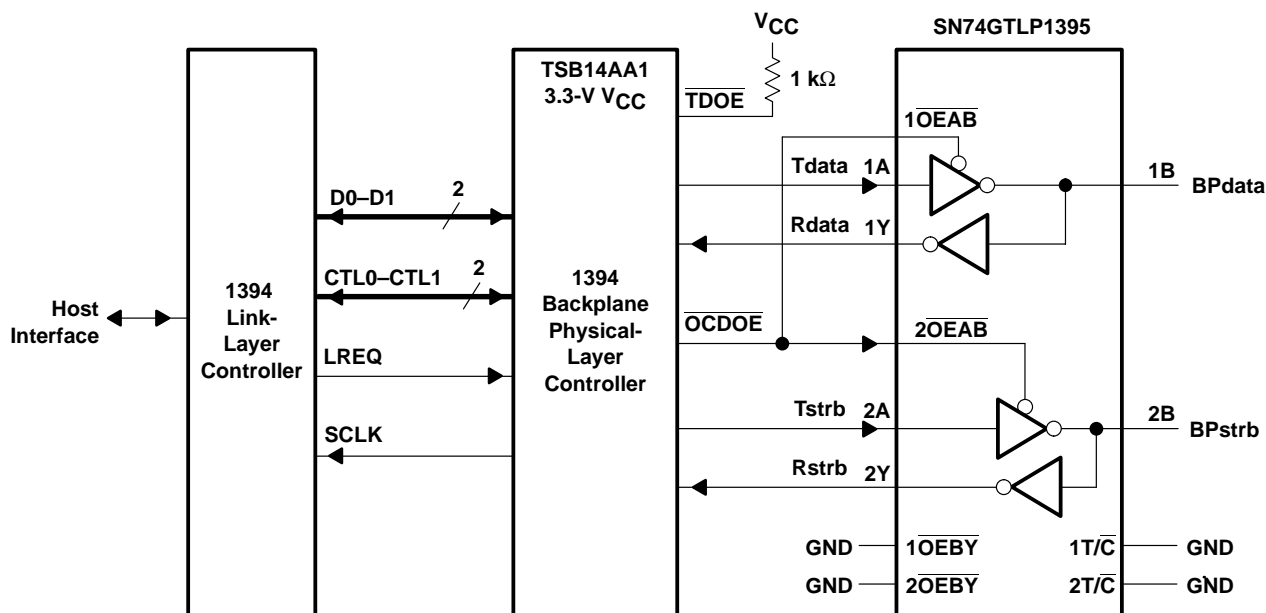 VCC
SN74GTLP1395
TSB14AA1
3.3-V VCC
TDOE
1 kΩ
1OEAB
Tdata 1A
1B BPdata
D0–D1
2
Rdata 1Y
CTL0–CTL1
2
Host
Interface
1394
Link-
Layer
Controller
1394
Backplane
Physical-
Layer
Controller
OCDOE
2OEAB
LREQ
Tstrb 2A
2B BPstrb
SCLK
Rstrb 2Y
GND 1OEBY 1T/C GND
GND 2OEBY 2T/C GND